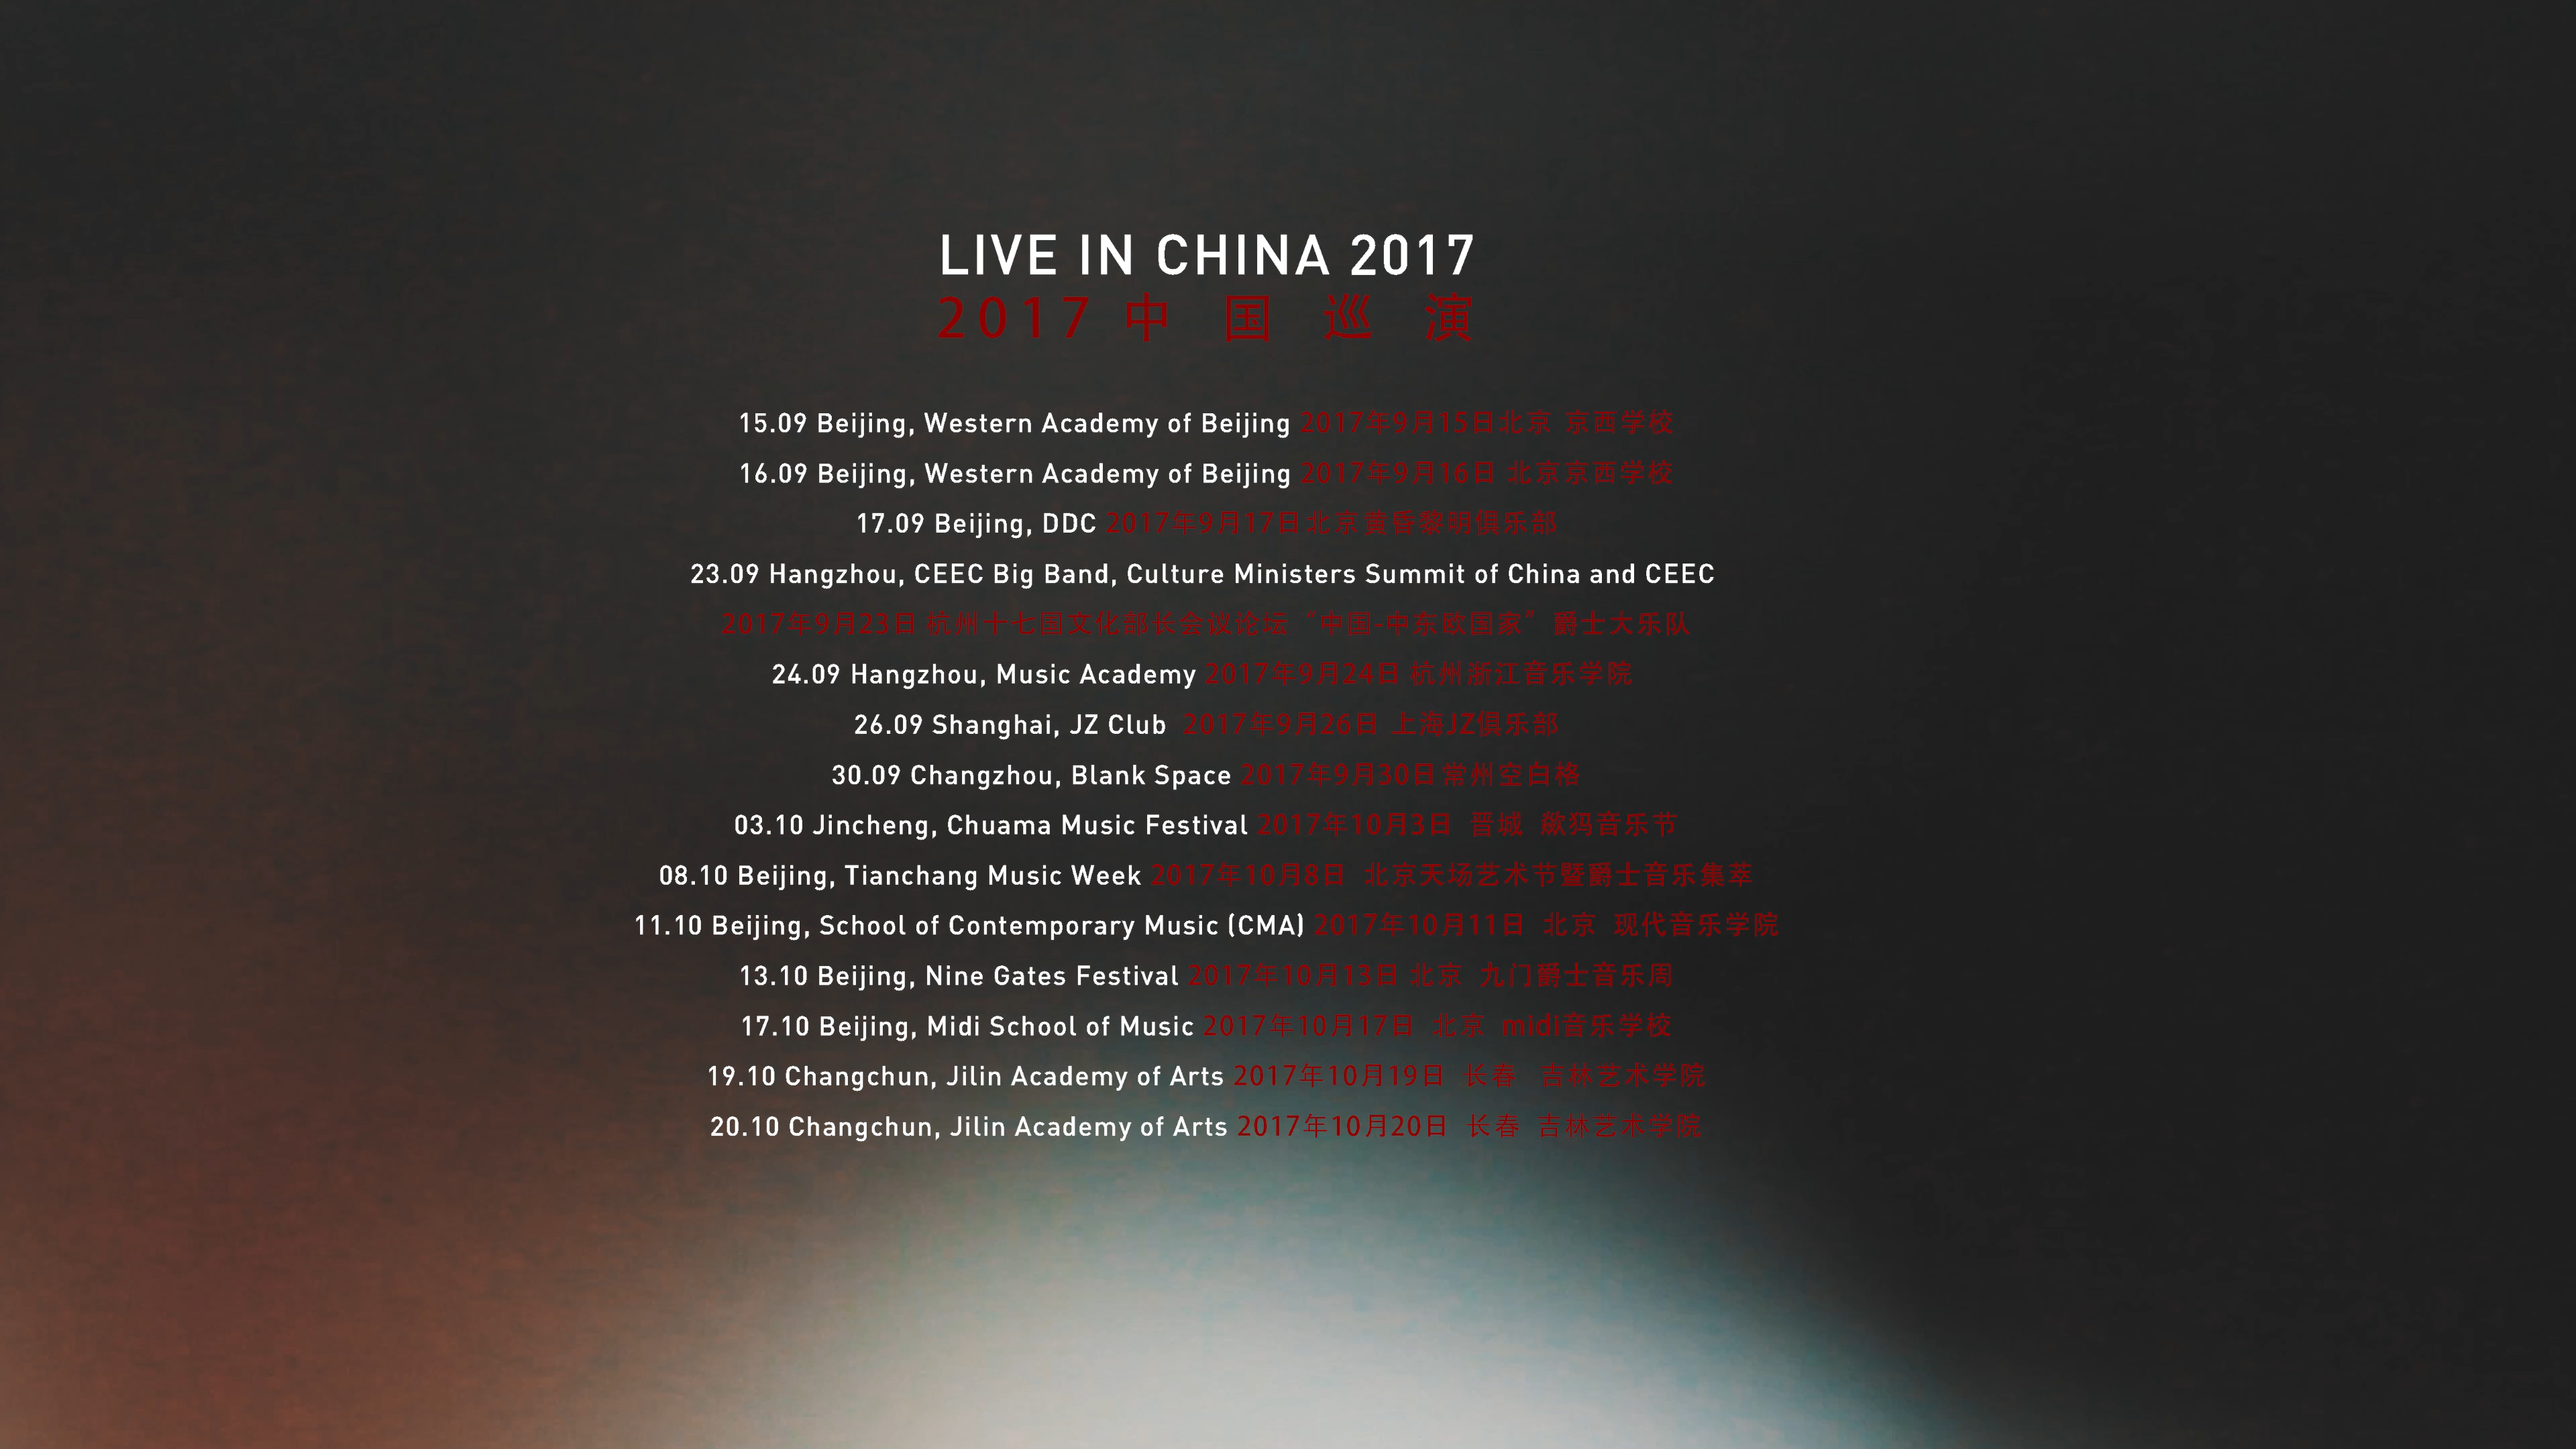 LIVE IN CHINA 2017
2017 中 国 巡 演
15.09 Beijing, Western Academy of Beijing 2017年9月15日北京 京西学校
16.09 Beijing, Western Academy of Beijing 2017年9月16日 北京京西学校
17.09 Beijing, DDC 2017年9月17日北京黄昏黎明俱乐部
23.09 Hangzhou, CEEC Big Band, Culture Ministers Summit of China and CEEC
2017年9月23日 杭州十七国文化部长会议论坛 “中国-中东欧国家” 爵士大乐队
24.09 Hangzhou, Music Academy 2017年9月24日 杭州浙江音乐学院
26.09 Shanghai, JZ Club 2017年9月26日 上海JZ俱乐部
30.09 Changzhou, Blank Space 2017年9月30日常州空白格
03.10 Jincheng, Chuama Music Festival 2017年10月3日 晋城 歘犸音乐节
08.10 Beijing, Tianchang Music Week 2017年10月8日 北京天场艺术节暨爵士音乐集萃
11.10 Beijing, School of Contemporary Music (CMA) 2017年10月11日 北京 现代音乐学院
13.10 Beijing, Nine Gates Festival 2017年10月13日 北京 九门爵士音乐周
17.10 Beijing, Midi School of Music 2017年10月17日 北京 midi音乐学校
19.10 Changchun, Jilin Academy of Arts 2017年10月19日 长春 吉林艺术学院
20.10 Changchun, Jilin Academy of Arts 2017年10月20日 长春 吉林艺术学院